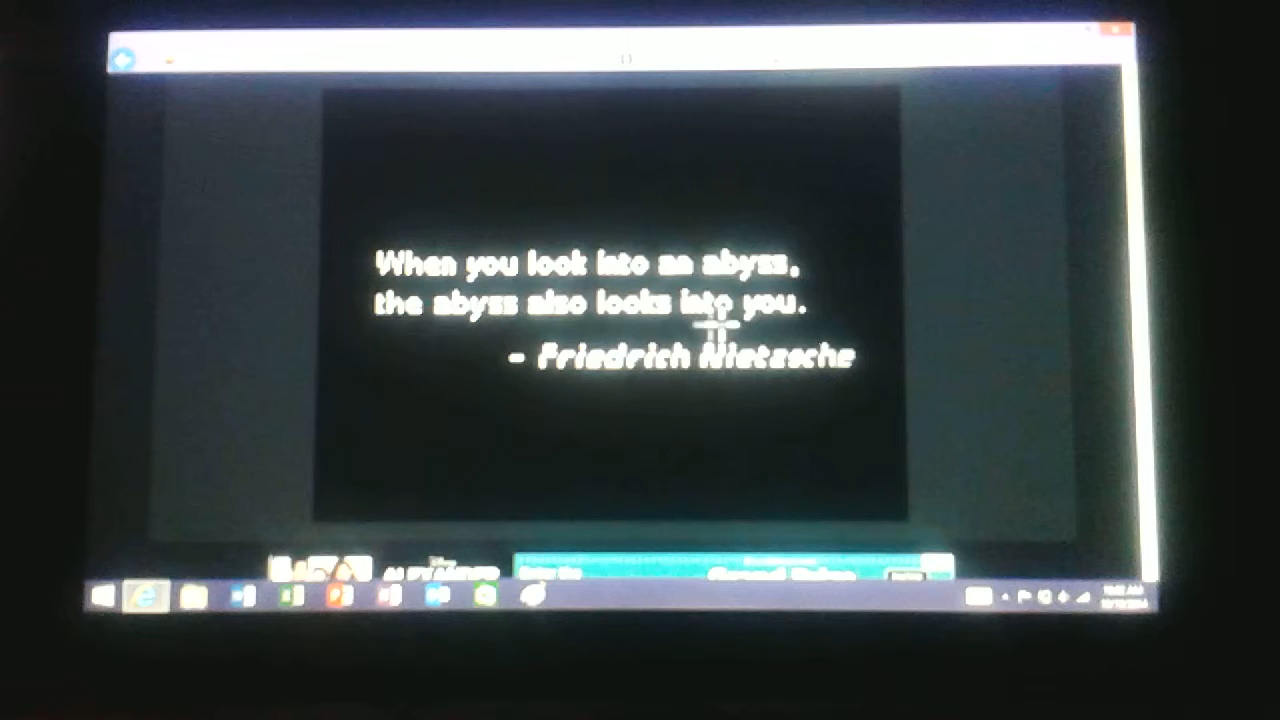 When you look into an abyss,
the abyss also looks into you.
- Friedrich Nietzsche